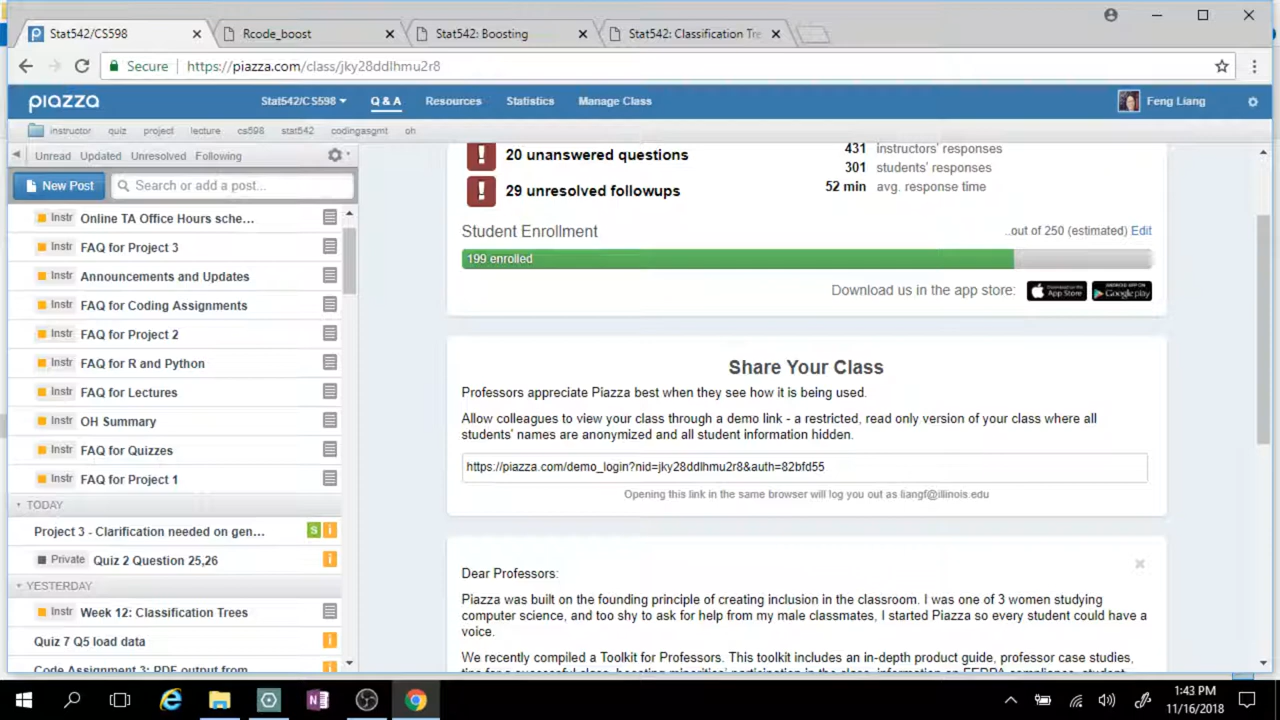 Stat542/CS598
Rcode_boost
Stat542: Boosting
Stat542: Classification Tre
Secure
https://piazza.com/class/jky28ddlhmu2r8
piazza
Stat542/CS598
Q & A
Resources
Statistics
Manage Class
Feng Liang
instructor quiz project lecture cs598 stat542 codingasgmt oh
Unread Updated Unresolved Following
New Post
Search or add a post...
Instr Online TA Office Hours sche...
Instr FAQ for Project 3
Instr Announcements and Updates
Instr FAQ for Coding Assignments
Instr FAQ for Project 2
Instr FAQ for R and Python
Instr FAQ for Lectures
Instr OH Summary
Instr FAQ for Quizzes
Instr FAQ for Project 1
TODAY
Project 3 - Clarification needed on gen...
S i
Private Quiz 2 Question 25,26
i
YESTERDAY
Instr Week 12: Classification Trees
Quiz 7 Q5 load data
i
Code Assignment 3: PDF output from
! 20 unanswered questions
! 29 unresolved followups
431 instructors' responses
301 students' responses
52 min avg. response time
Student Enrollment
..out of 250 (estimated) Edit
199 enrolled
Download us in the app store:
App Store
Google play
Share Your Class
Professors appreciate Piazza best when they see how it is being used.
Allow colleagues to view your class through a demo link - a restricted, read only version of your class where all
students' names are anonymized and all student information hidden.
https://piazza.com/demo_login?nid=jky28ddlhmu2r8&auth=82bfd55
Opening this link in the same browser will log you out as liangf@illinois.edu
Dear Professors:
Piazza was built on the founding principle of creating inclusion in the classroom. I was one of 3 women studying
computer science, and too shy to ask for help from my male classmates, I started Piazza so every student could have a
voice.
We recently compiled a Toolkit for Professors. This toolkit includes an in-depth product guide, professor case studies,
1:43 PM
11/16/2018